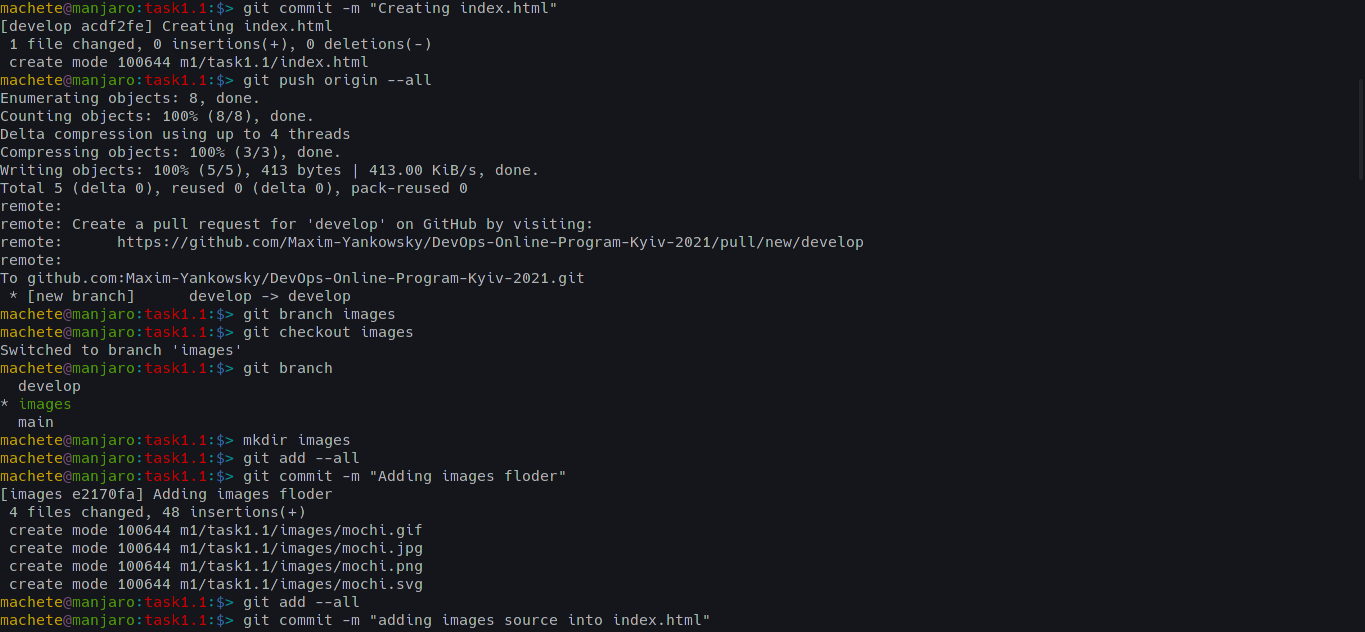 machete@manjaro:task1.1:$> git commit -m "Creating index.html"
[develop acdf2fe] Creating index.html
 1 file changed, 0 insertions(+), 0 deletions(-)
 create mode 100644 m1/task1.1/index.html
machete@manjaro:task1.1:$> git push origin --all
Enumerating objects: 8, done.
Counting objects: 100% (8/8), done.
Delta compression using up to 4 threads
Compressing objects: 100% (3/3), done.
Writing objects: 100% (5/5), 413 bytes | 413.00 KiB/s, done.
Total 5 (delta 0), reused 0 (delta 0), pack-reused 0
remote:
remote: Create a pull request for 'develop' on GitHub by visiting:
remote:      https://github.com/Maxim-Yankowsky/DevOps-Online-Program-Kyiv-2021/pull/new/develop
remote:
To github.com:Maxim-Yankowsky/DevOps-Online-Program-Kyiv-2021.git
 * [new branch]      develop -> develop
machete@manjaro:task1.1:$> git branch images
machete@manjaro:task1.1:$> git checkout images
Switched to branch 'images'
machete@manjaro:task1.1:$> git branch
  develop
* images
  main
machete@manjaro:task1.1:$> mkdir images
machete@manjaro:task1.1:$> git add --all
machete@manjaro:task1.1:$> git commit -m "Adding images floder"
[images e2170fa] Adding images floder
 4 files changed, 48 insertions(+)
 create mode 100644 m1/task1.1/images/mochi.gif
 create mode 100644 m1/task1.1/images/mochi.jpg
 create mode 100644 m1/task1.1/images/mochi.png
 create mode 100644 m1/task1.1/images/mochi.svg
machete@manjaro:task1.1:$> git add --all
machete@manjaro:task1.1:$> git commit -m "adding images source into index.html"